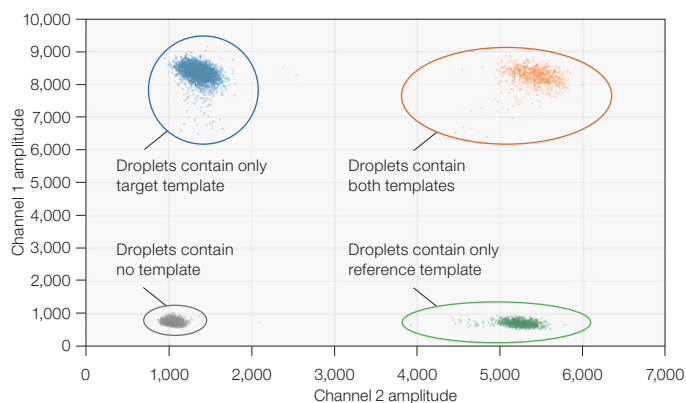 10,000
9,000
8,000
7,000
6,000
5,000
4,000
3,000
2,000
1,000
0
Channel 1 amplitude
Droplets contain only
target template
Droplets contain
both templates
Droplets contain
no template
Droplets contain only
reference template
0
1,000
2,000
3,000
4,000
5,000
6,000
7,000
Channel 2 amplitude